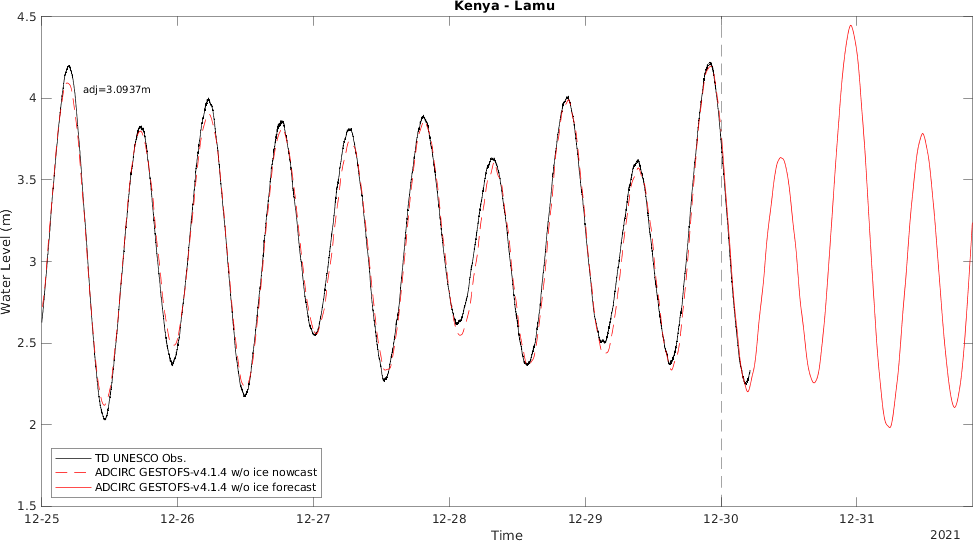 Kenya - Lamu
4.5
4
3.5
3
2.5
2
1.5
Water Level (m)
adj=3.0937m
TD UNESCO Obs.
ADCIRC GESTOFS-v4.1.4 w/o ice nowcast
ADCIRC GESTOFS-v4.1.4 w/o ice forecast
12-25 12-26 12-27 12-28 12-29 12-30 12-31
Time
2021